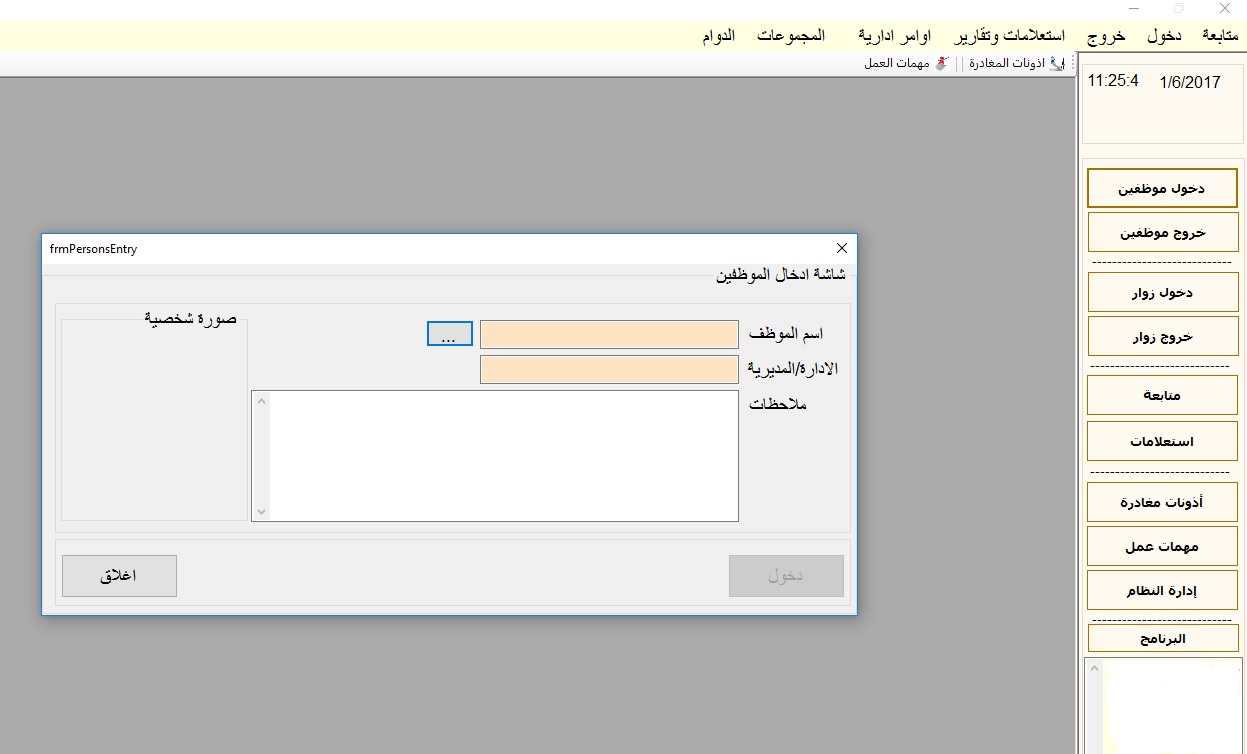 متابعة دخول خروج استعلامات وتقارير اوامر ادارية المجموعات الدوام
اذونات المغادرة مهمات العمل
1/6/2017 11:25:4
دخول موظفين
خروج موظفين
----------------------------
دخول زوار
خروج زوار
----------------------------
متابعة
استعلامات
----------------------------
أذونات مغادرة
مهمات عمل
إدارة النظام
----------------------------
البرنامج
frmPersonsEntry
شاشة ادخال الموظفين
اسم الموظف ...
الادارة/المديرية
ملاحظات
صورة شخصية
دخول اغلاق